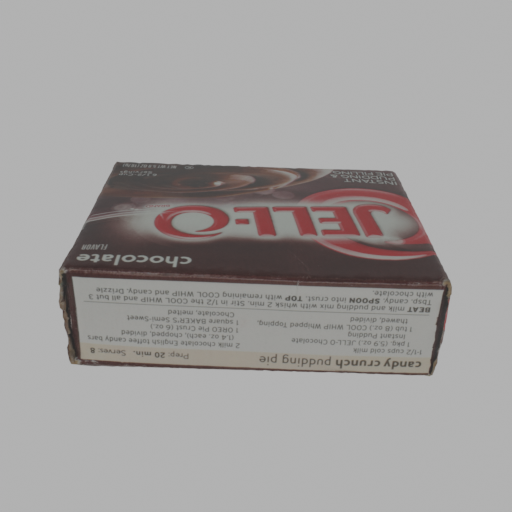 candy crunch pudding pie
Prep: 20 min. Serves: 8
1-1/2 cups cold milk
1 pkg. (5.9 oz.) JELL-O Chocolate
Instant Pudding
1 tub (8 oz.) COOL WHIP Whipped Topping,
thawed, divided
2 milk chocolate English toffee candy bars
(1.4 oz. each), chopped, divided
1 OREO Pie Crust (6 oz.)
1 square BAKER'S Semi-Sweet
Chocolate, melted
BEAT milk and pudding mix with whisk 2 min. Stir in 1/2 the COOL WHIP and all but 3
Tbsp. candy. SPOON into crust. TOP with remaining COOL WHIP and candy. Drizzle
with chocolate.
chocolate
FLAVOR
JELL-O
INSTANT
PUDDING &
PIE FILLING